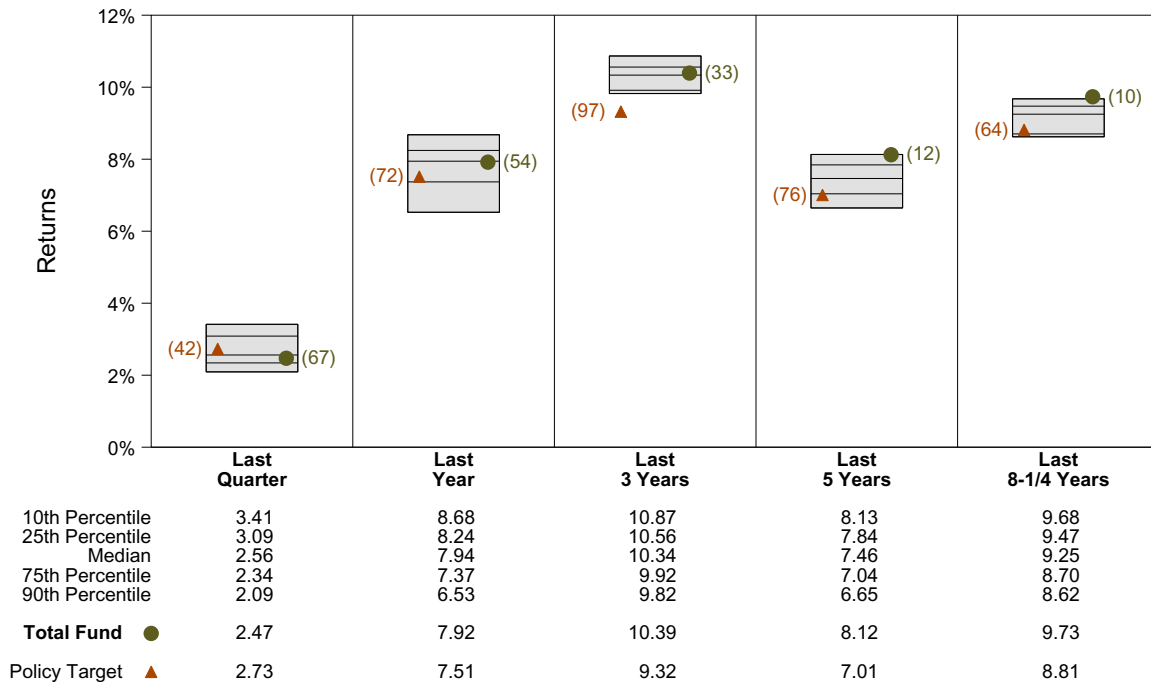 12%
10%
8%
6%
4%
2%
0%
Returns
(42) (67)
(72) (54)
(97) (33)
(76) (12)
(64) (10)
Last Quarter Last Year Last 3 Years Last 5 Years Last 8-1/4 Years
10th Percentile 3.41 8.68 10.87 8.13 9.68
25th Percentile 3.09 8.24 10.56 7.84 9.47
Median 2.56 7.94 10.34 7.46 9.25
75th Percentile 2.34 7.37 9.92 7.04 8.70
90th Percentile 2.09 6.53 9.82 6.65 8.62
Total Fund 2.47 7.92 10.39 8.12 9.73
Policy Target 2.73 7.51 9.32 7.01 8.81